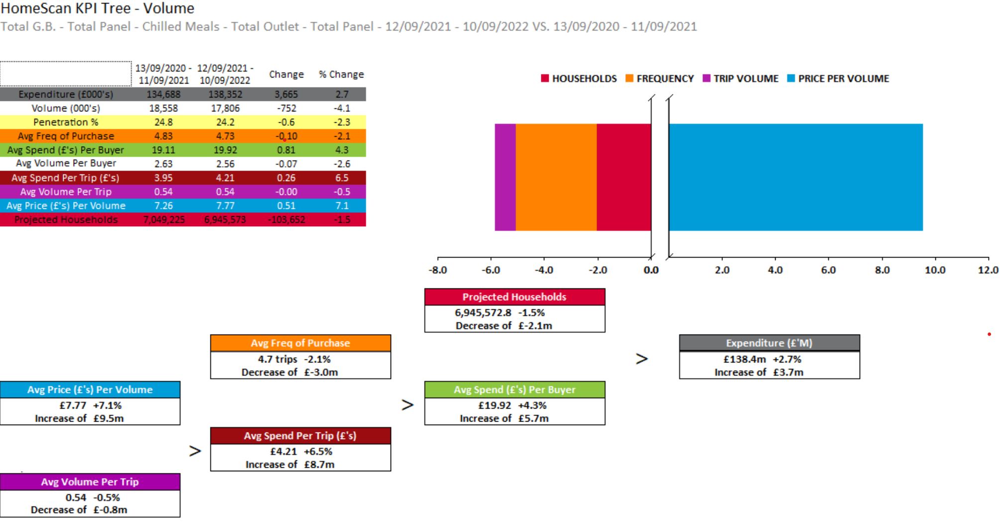 HomeScan KPI Tree - Volume
Total G.B. - Total Panel - Chilled Meals - Total Outlet - Total Panel - 12/09/2021 - 10/09/2022 VS. 13/09/2020 - 11/09/2021
13/09/2020 - 11/09/2021 12/09/2021 - 10/09/2022 Change % Change
Expenditure (£000's) 134,688 138,352 3,665 2.7
Volume (000's) 18,558 17,806 -752 -4.1
Penetration % 24.8 24.2 -0.6 -2.3
Avg Freq of Purchase 4.83 4.73 -0.10 -2.1
Avg Spend (£'s) Per Buyer 19.11 19.92 0.81 4.3
Avg Volume Per Buyer 2.63 2.56 -0.07 -2.6
Avg Spend Per Trip (£'s) 3.95 4.21 0.26 6.5
Avg Volume Per Trip 0.54 0.54 -0.00 -0.5
Avg Price (£'s) Per Volume 7.26 7.77 0.51 7.1
Projected Households 7,049,225 6,945,573 -103,652 -1.5
HOUSEHOLDS FREQUENCY TRIP VOLUME PRICE PER VOLUME
-8.0 -6.0 -4.0 -2.0 0.0 2.0 4.0 6.0 8.0 10.0 12.0
Projected Households
6,945,572.8 -1.5%
Decrease of £-2.1m
Avg Freq of Purchase
4.7 trips -2.1%
Decrease of £-3.0m
>
Expenditure (£'M)
£138.4m +2.7%
Increase of £3.7m
Avg Price (£'s) Per Volume
£7.77 +7.1%
Increase of £9.5m
>
Avg Spend (£'s) Per Buyer
£19.92 +4.3%
Increase of £5.7m
>
Avg Spend Per Trip (£'s)
£4.21 +6.5%
Increase of £8.7m
Avg Volume Per Trip
0.54 -0.5%
Decrease of £-0.8m